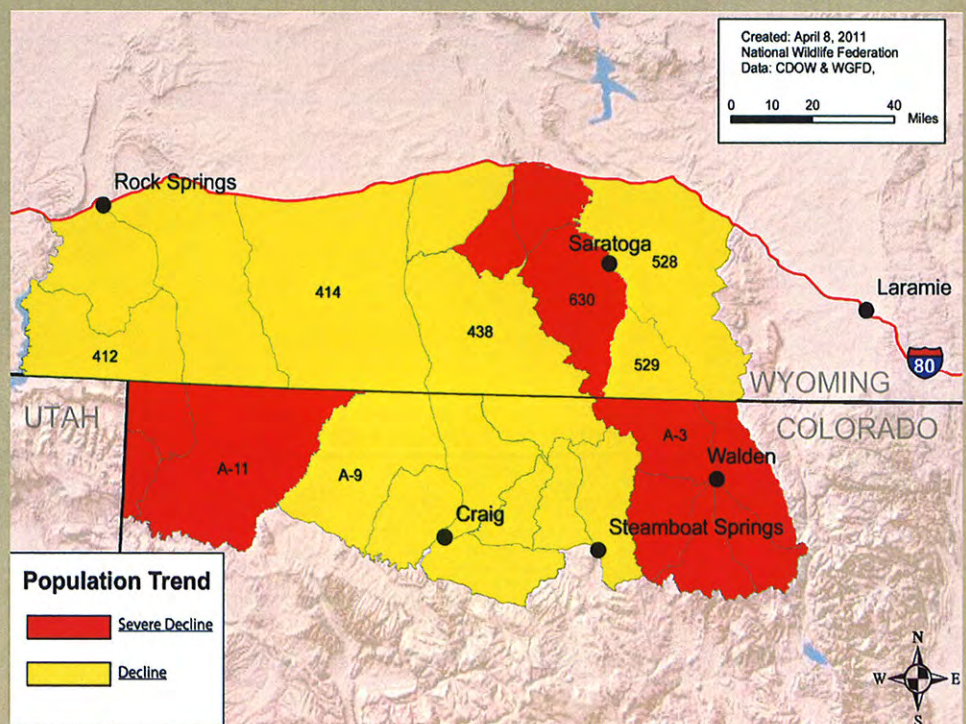 Created: April 8, 2011
National Wildlife Federation
Data: CDOW & WGFD,
0 10 20 40 Miles
Rock Springs
Saratoga
528
Laramie
414
630
438
412
529
80
WYOMING
UTAH
COLORADO
A-3
A-11
A-9
Walden
Craig
Steamboat Springs
Population Trend
Severe Decline
Decline
N
W E
S